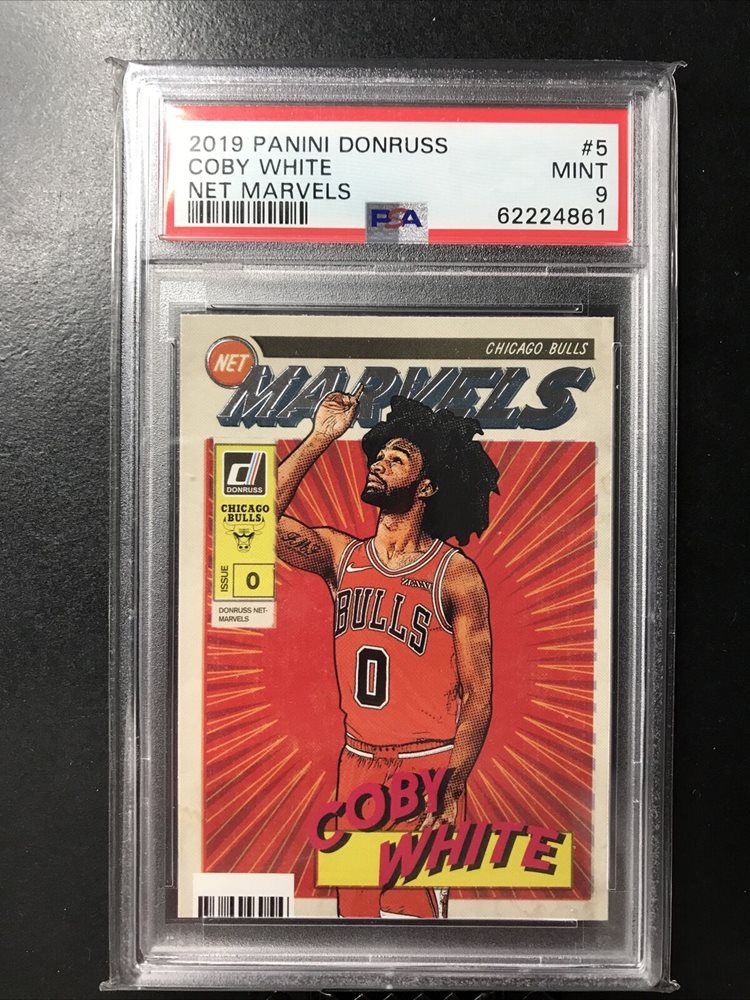 2019 PANINI DONRUSS #5
COBY WHITE MINT
NET MARVELS 9
PSA 62224861
CHICAGO BULLS
NET
MARVELS
d
DONRUSS
CHICAGO
BULLS
ISSUE 0
DONRUSS NET-
MARVELS
ZENNI
BULLS
0
COBY
WHITE